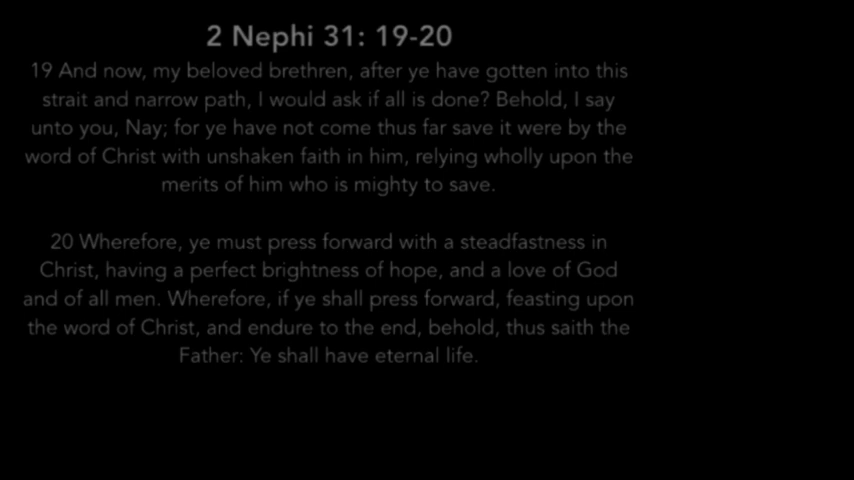 2 Nephi 31: 19-20
19 And now, my beloved brethren, after ye have gotten into this
strait and narrow path, I would ask if all is done? Behold, I say
unto you, Nay; for ye have not come thus far save it were by the
word of Christ with unshaken faith in him, relying wholly upon the
merits of him who is mighty to save.
20 Wherefore, ye must press forward with a steadfastness in
Christ, having a perfect brightness of hope, and a love of God
and of all men. Wherefore, if ye shall press forward, feasting upon
the word of Christ, and endure to the end, behold, thus saith the
Father: Ye shall have eternal life.